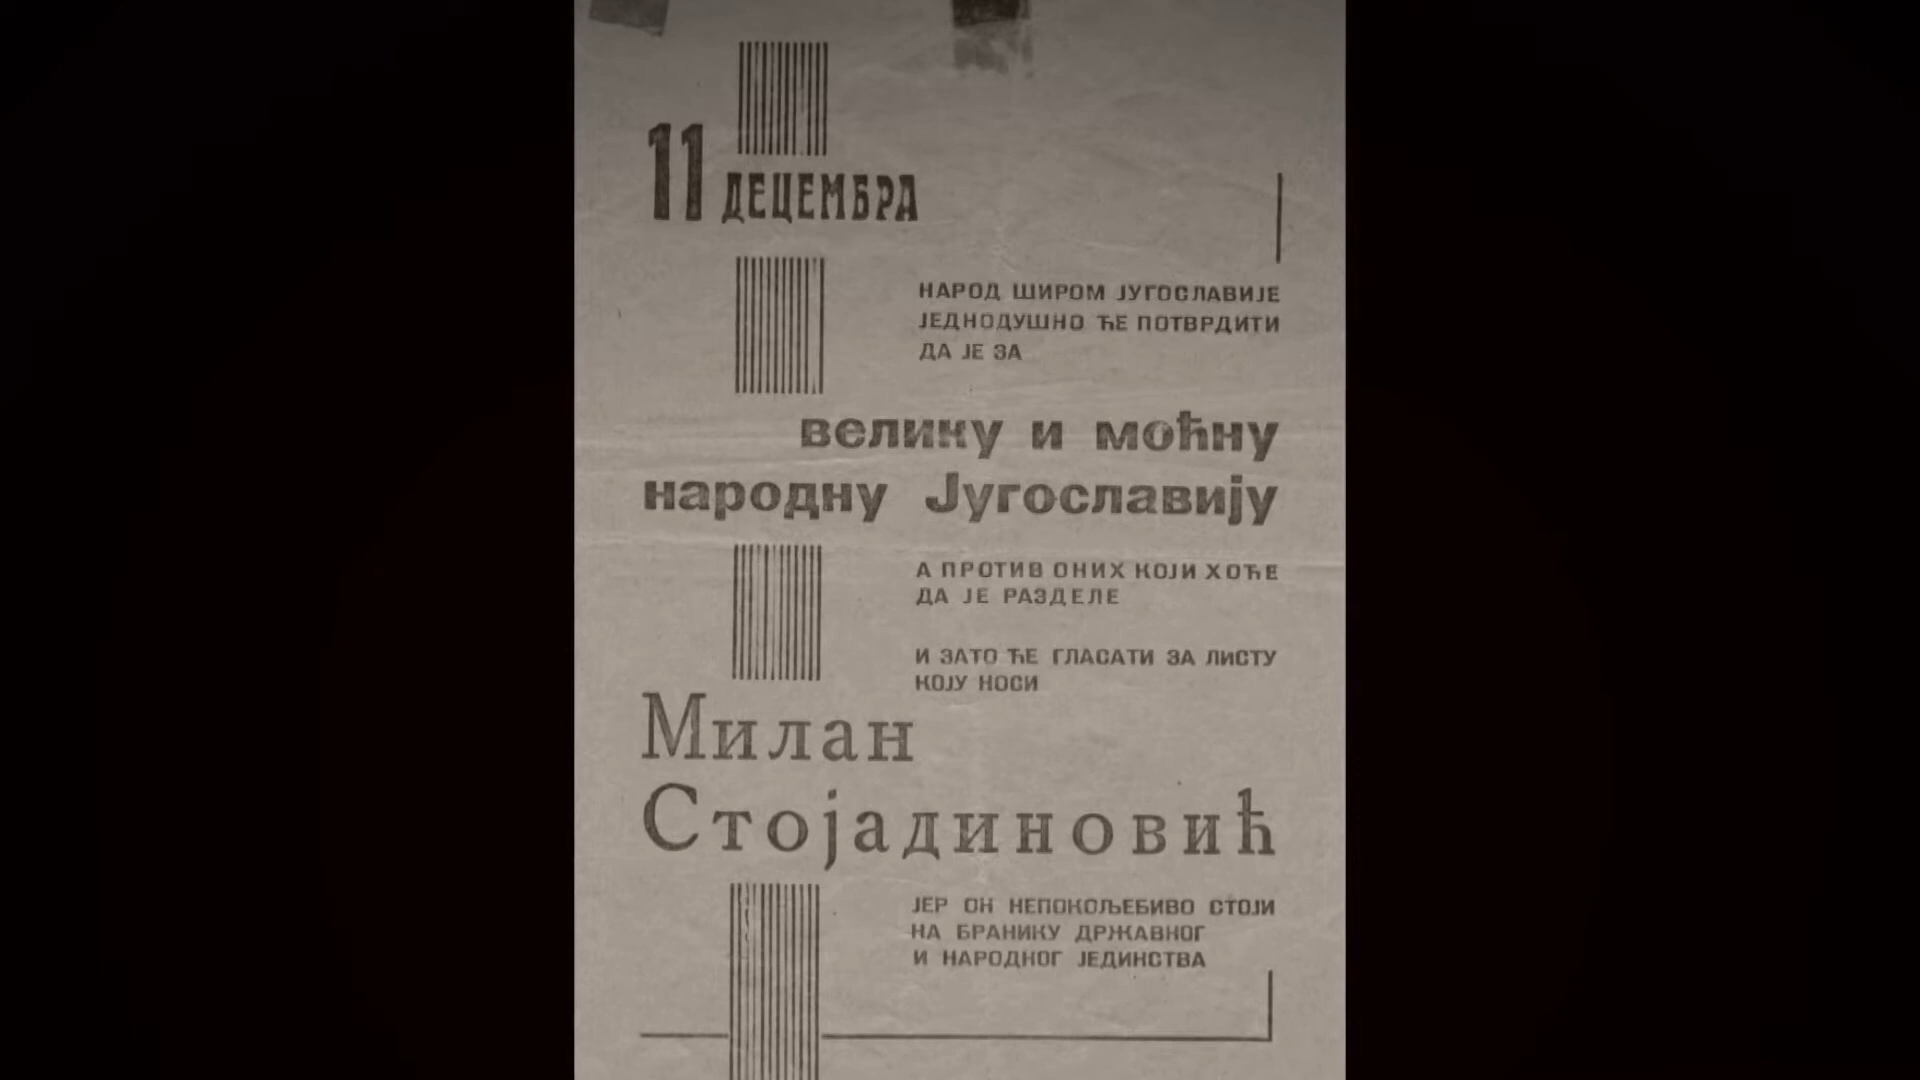 11 ДЕЦЕМБРА
НАРОД ШИРОМ ЈУГОСЛАВИЈЕ
ЈЕДНОДУШНО ЋЕ ПОТВРДИТИ
ДА ЈЕ ЗА
велику и моћну
народну Југославију
А ПРОТИВ ОНИХ КОЈИ ХОЋЕ
ДА ЈЕ РАЗДЕЛЕ
И ЗАТО ЋЕ ГЛАСАТИ ЗА ЛИСТУ
КОЈУ НОСИ
Милан
Стојадиновић
ЈЕР ОН НЕПОКОЉЕБИВО СТОЈИ
НА БРАНИКУ ДРЖАВНОГ
И НАРОДНОГ ЈЕДИНСТВА